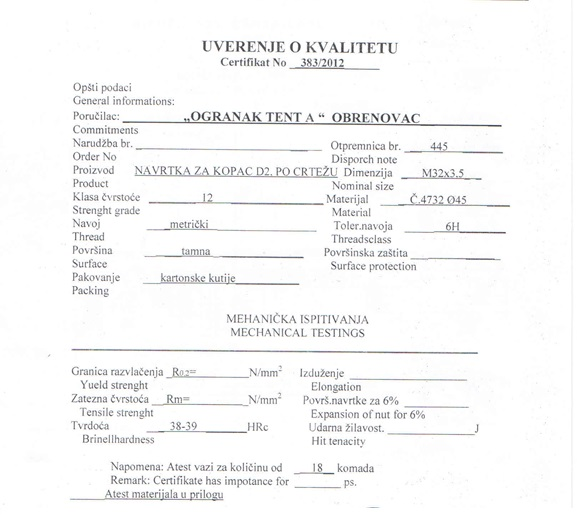 UVERENJE O KVALITETU
Certifikat No 383/2012
Opšti podaci
General informations:
Poručilac: „OGRANAK TENT A “ OBRENOVAC
Commitments
Narudžba br. Otpremnica br. 445
Order No Disporch note
Proizvod NAVRTKA ZA KOPAC D2. PO CRTEŽU Dimenzija M32x3.5
Product Nominal size
Klasa čvrstoće 12 Materijal Č.4732 Ø45
Strenght grade Material
Navoj metrički Toler.navoja 6H
Thread Threadsclass
Površina tamna Površinska zaštita
Surface Surface protection
Pakovanje kartonske kutije
Packing
MEHANIČKA ISPITIVANJA
MECHANICAL TESTINGS
Granica razvlačenja R02= N/mm² Izduženje
Yueld strenght Elongation
Zatezna čvrstoća Rm= N/mm² Površ.navrtke za 6%
Tensile strenght Expansion of nut for 6%
Tvrdoća 38-39 HRc Udarna žilavost. J
Brinellhardness Hit tenacity
Napomena: Atest vazi za količinu od 18 komada
Remark: Certificate has impotance for ps.
Atest materijala u prilogu